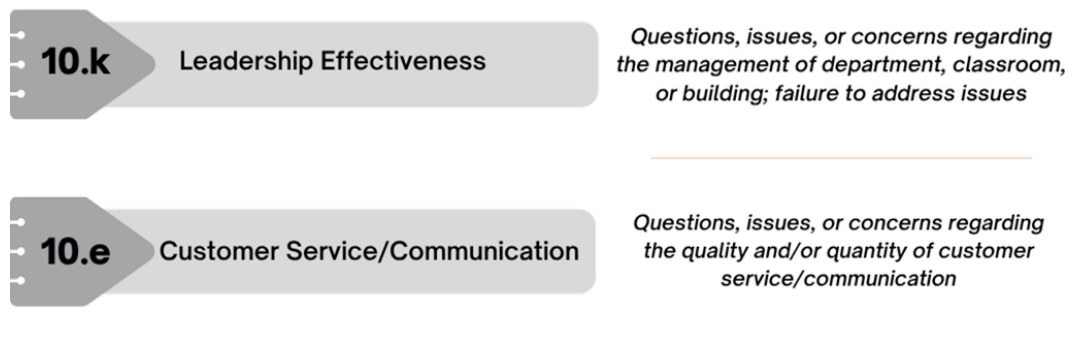 10.k
Leadership Effectiveness
Questions, issues, or concerns regarding
the management of department, classroom,
or building; failure to address issues
10.e
Customer Service/Communication
Questions, issues, or concerns regarding
the quality and/or quantity of customer
service/communication